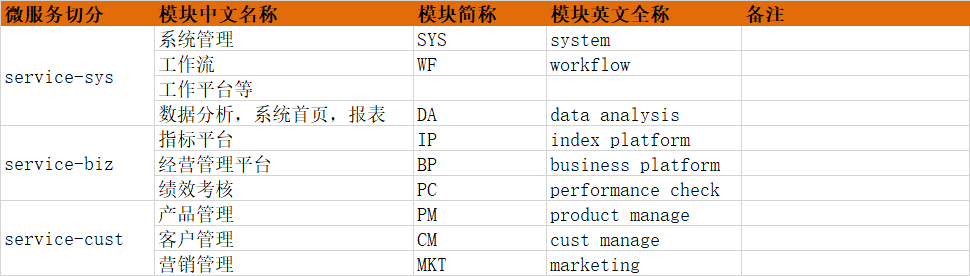 微服务切分 模块中文名称 模块简称 模块英文全称 备注
service-sys 系统管理 SYS system
工作流 WF workflow
工作平台等
数据分析，系统首页，报表 DA data analysis
service-biz 指标平台 IP index platform
经营管理平台 BP business platform
绩效考核 PC performance check
service-cust 产品管理 PM product manage
客户管理 CM cust manage
营销管理 MKT marketing